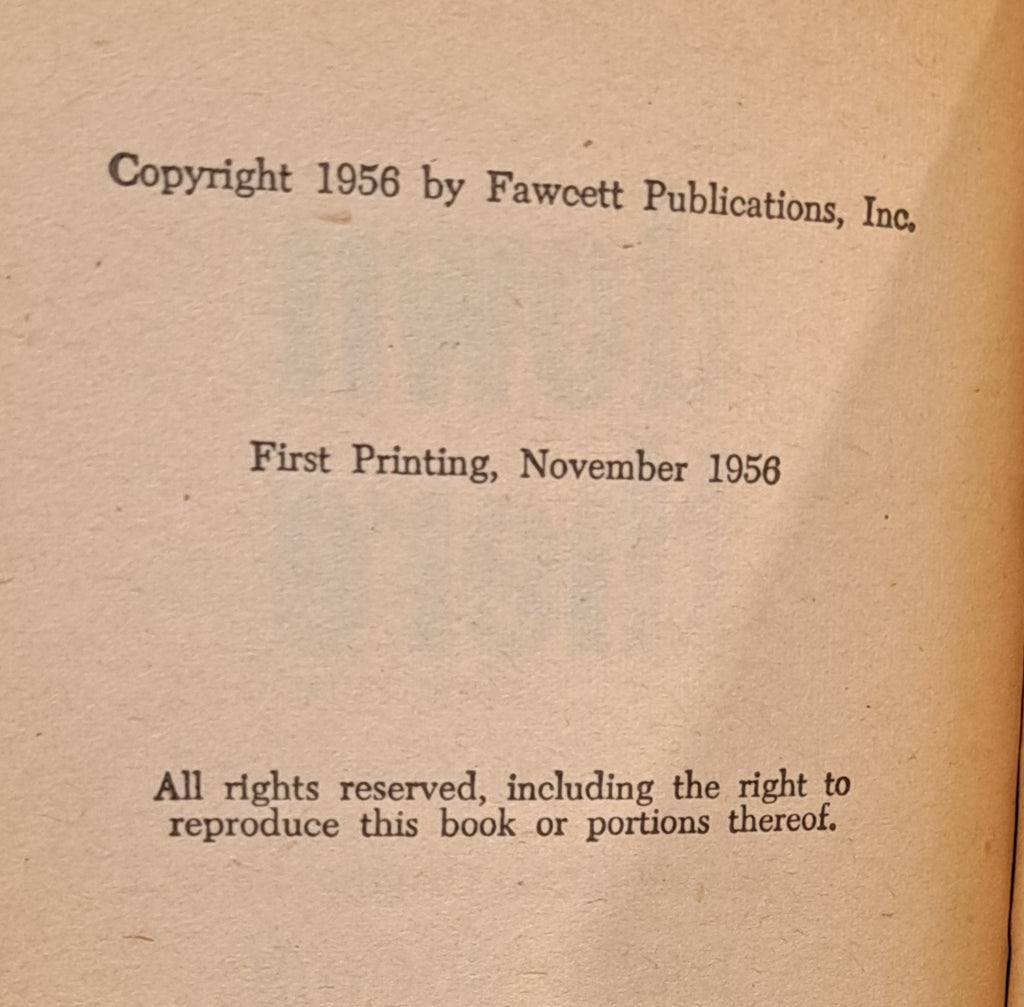 Copyright 1956 by Fawcett Publications, Inc.
First Printing, November 1956
All rights reserved, including the right to
reproduce this book or portions thereof.